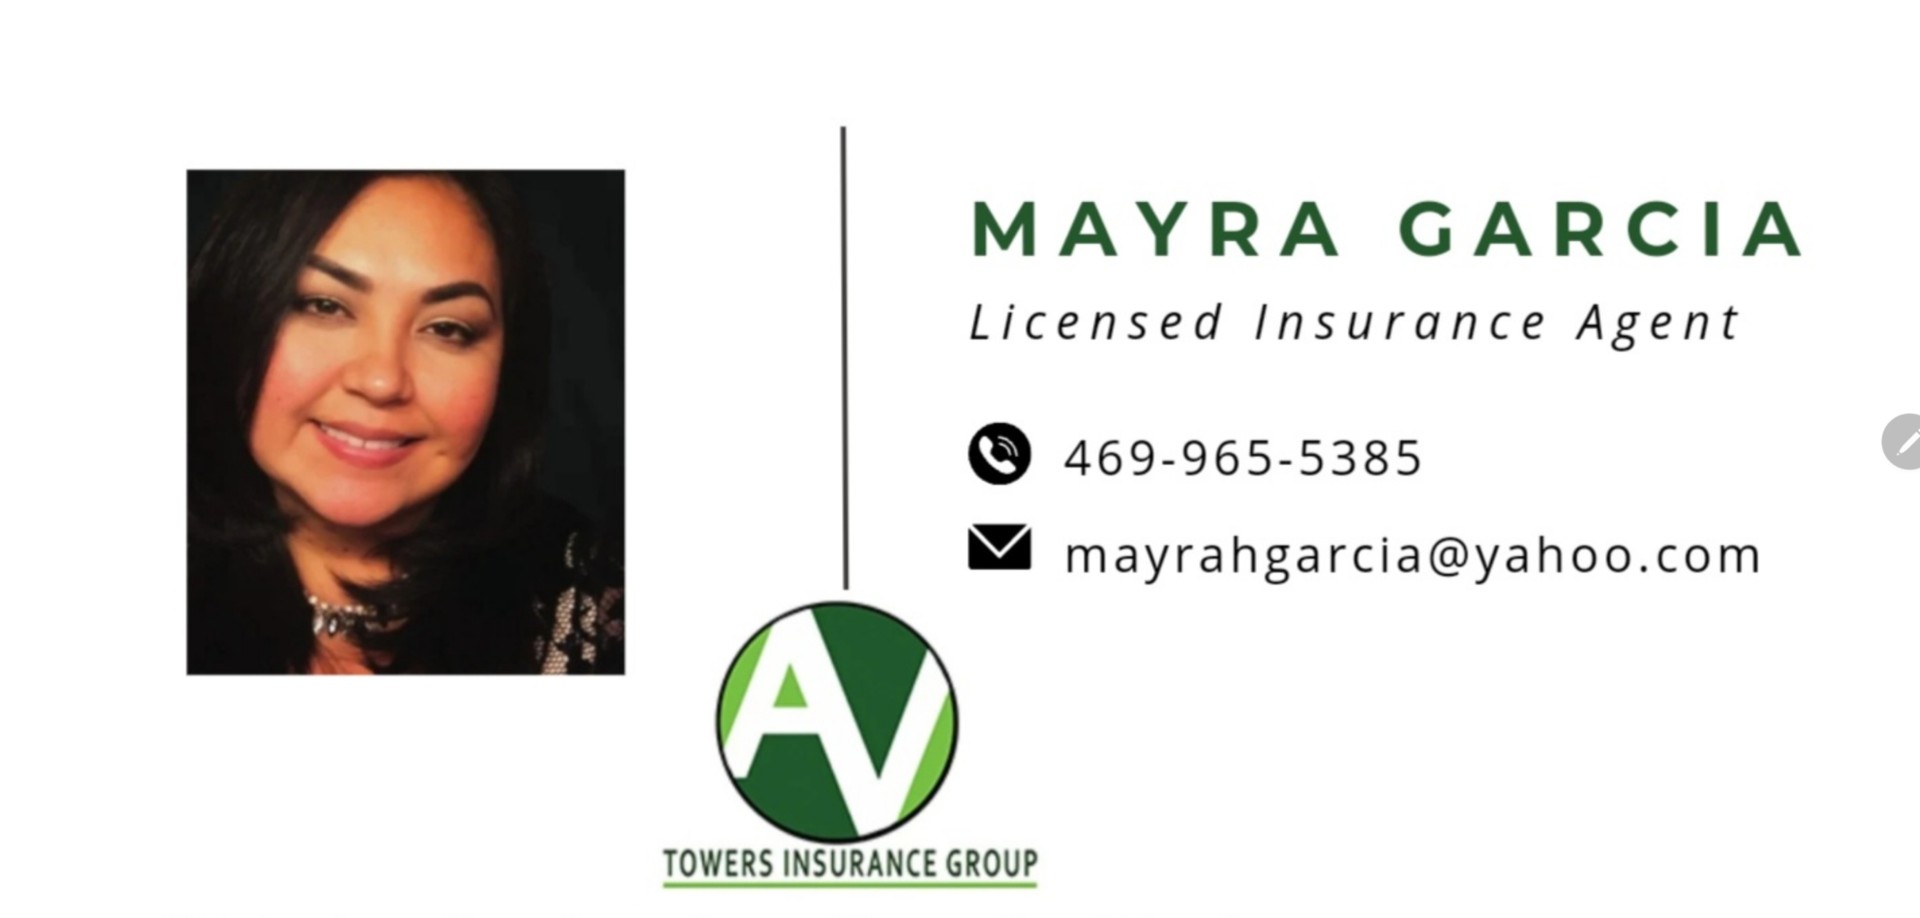 MAYRA GARCIA
Licensed Insurance Agent
469-965-5385
mayrahgarcia@yahoo.com
AV
TOWERS INSURANCE GROUP